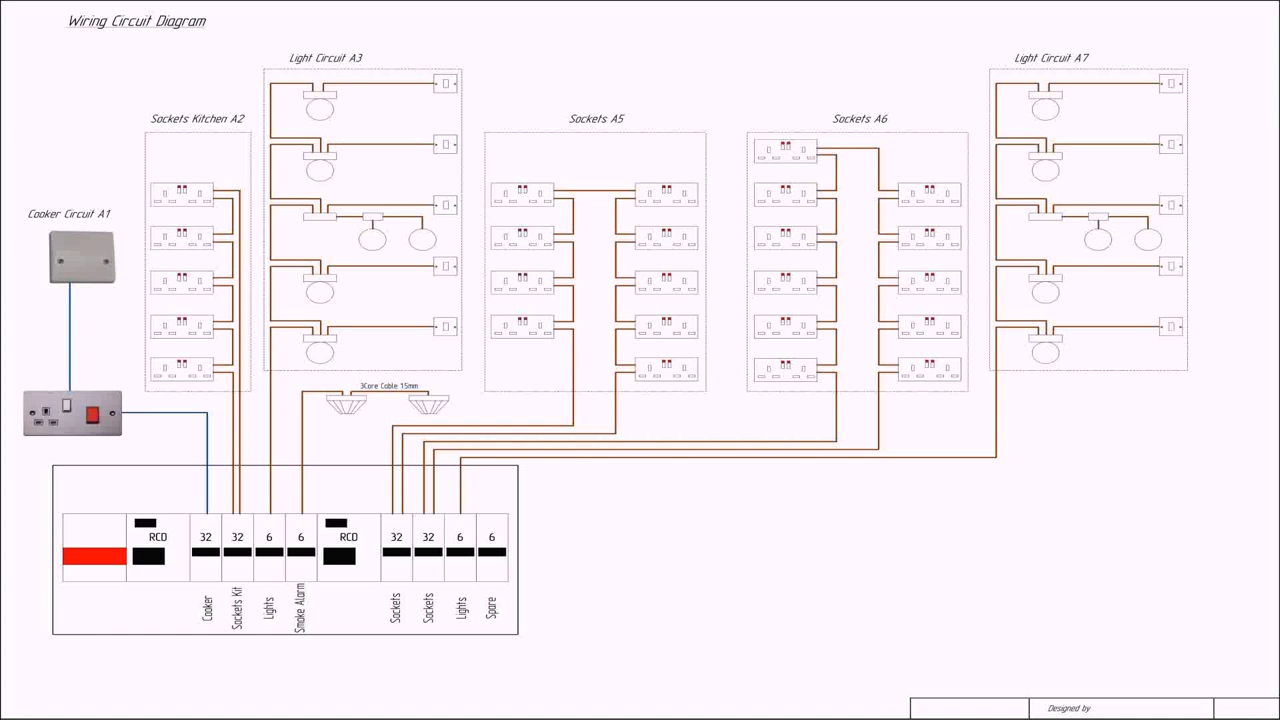 Wiring Circuit Diagram
Light Circuit A3
Light Circuit A7
Sockets Kitchen A2
Sockets A5
Sockets A6
Cooker Circuit A1
3Core Cable 1.5mm
RCD
32
32
6
6
RCD
32
32
6
6
Cooker
Sockets Kit
Lights
Smoke Alarm
Sockets
Sockets
Lights
Spare
Designed by